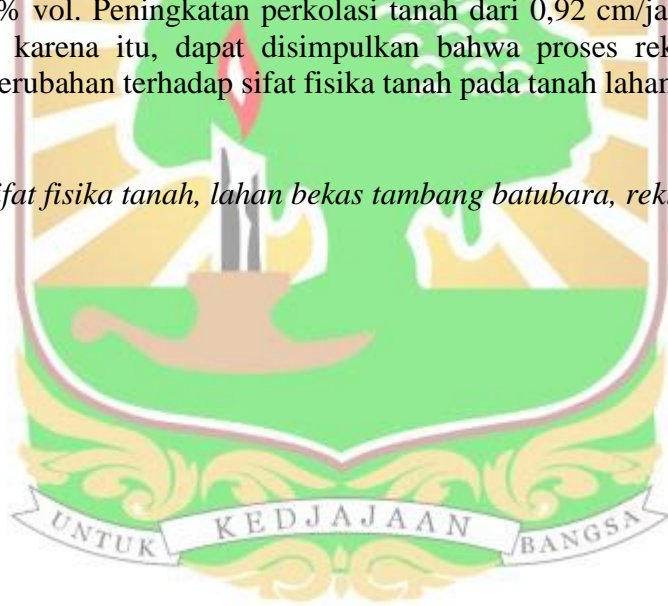 % vol. Peningkatan perkolasi tanah dari 0,92 cm/ja
karena itu, dapat disimpulkan bahwa proses rek
erubahan terhadap sifat fisika tanah pada tanah lahan
ifat fisika tanah, lahan bekas tambang batubara, rek
UNTUK KEDJAJAAN BANGSA